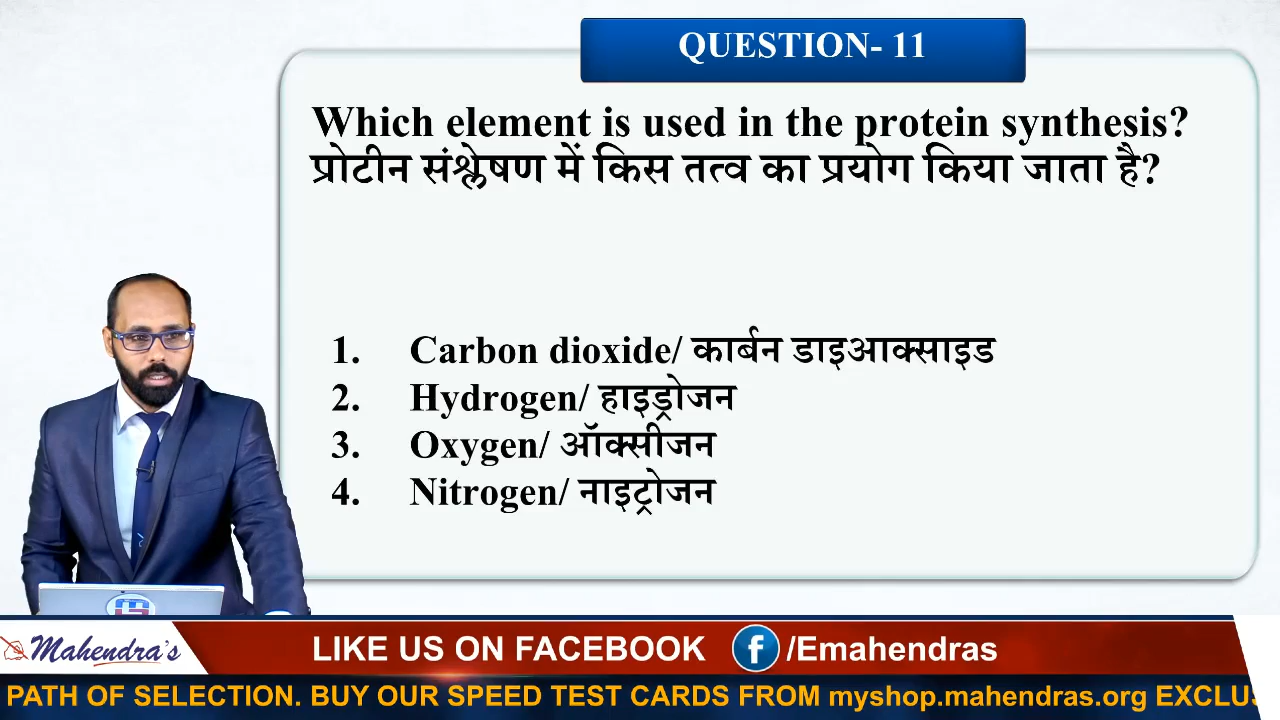 QUESTION- 11
Which element is used in the protein synthesis?
प्रोटीन संश्लेषण में किस तत्व का प्रयोग किया जाता है?
1. Carbon dioxide/ कार्बन डाइआक्साइड
2. Hydrogen/ हाइड्रोजन
3. Oxygen/ ऑक्सीजन
4. Nitrogen/ नाइट्रोजन
Mahendra's
LIKE US ON FACEBOOK f /Emahendras
PATH OF SELECTION. BUY OUR SPEED TEST CARDS FROM myshop.mahendras.org